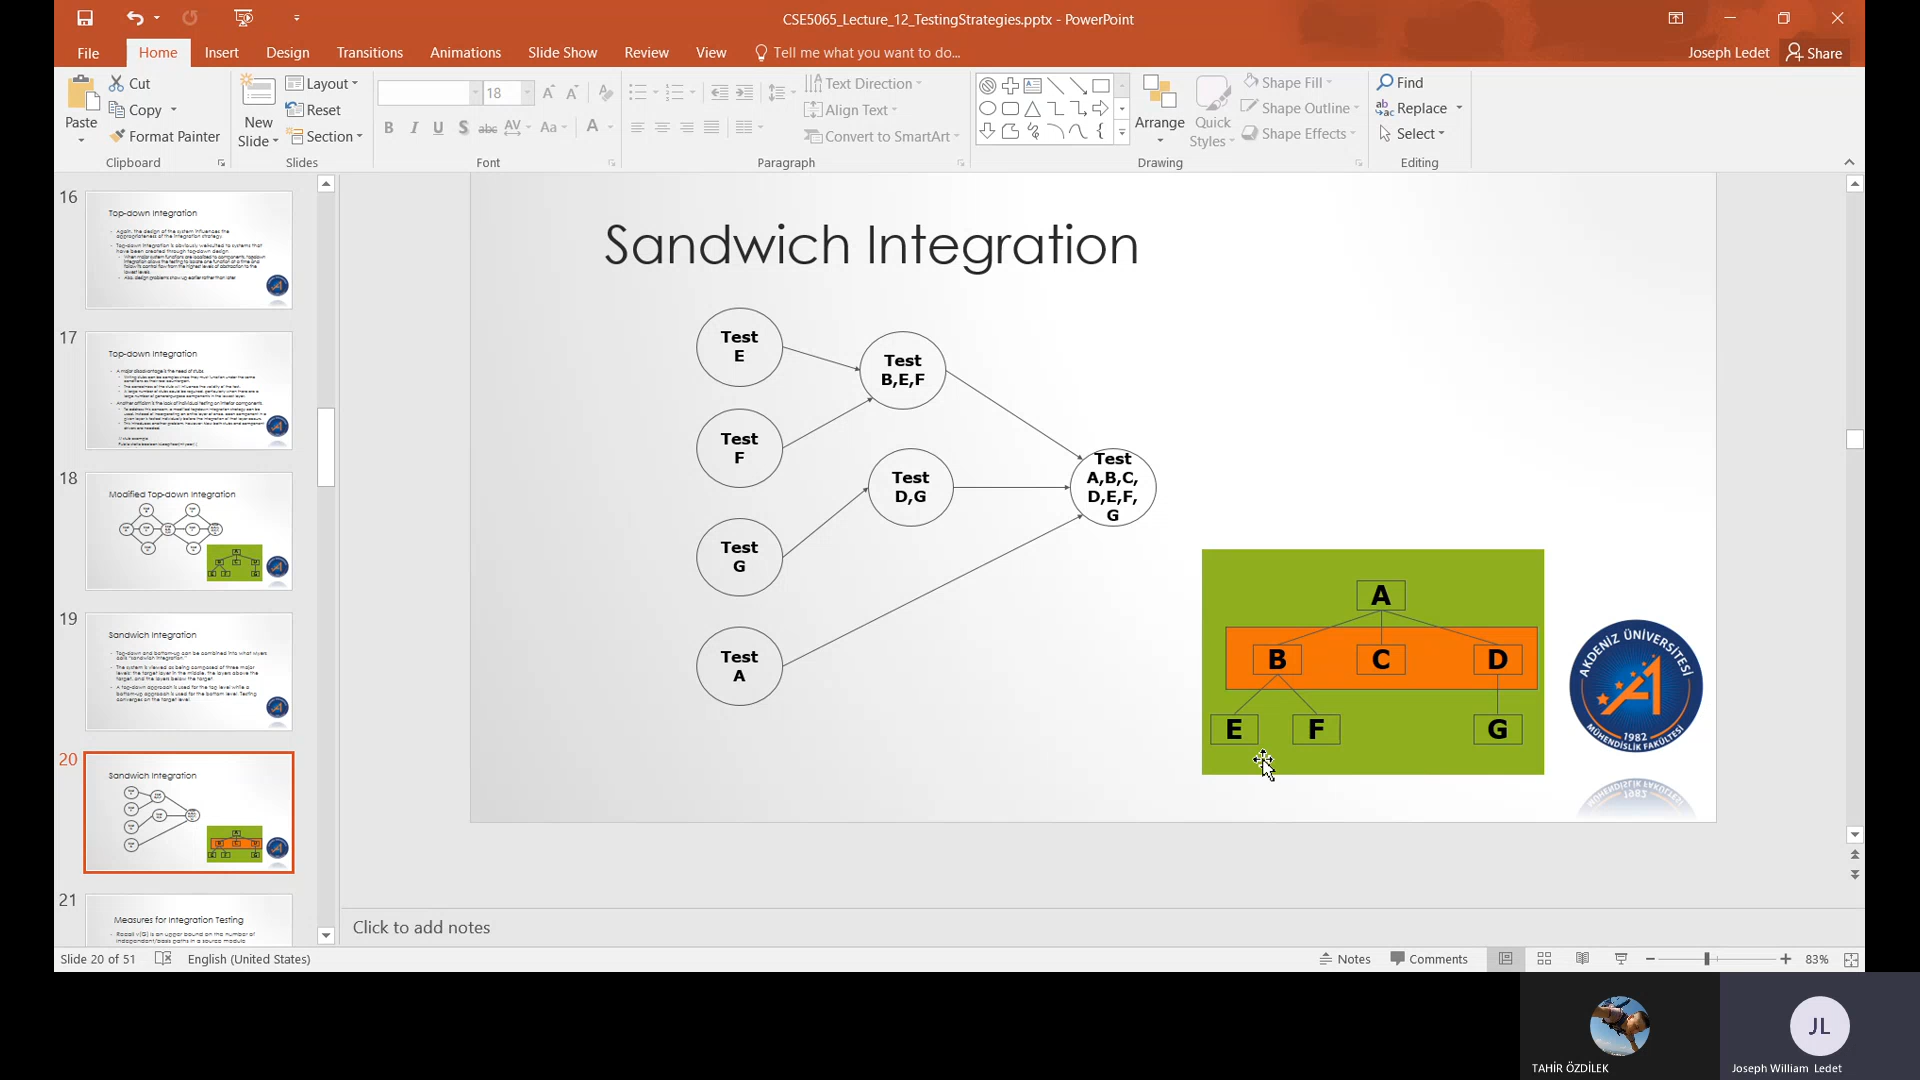 CSE5065_Lecture_12_TestingStrategies.pptx - PowerPoint
File Home Insert Design Transitions Animations Slide Show Review View Tell me what you want to do... Joseph Ledet Share
Paste
Cut
Copy
Format Painter
Clipboard
New Slide
Layout
Reset
Section
Slides
18
B I U S abc AV Aa A
Font
Text Direction
Align Text
Convert to SmartArt
Paragraph
Arrange
Quick Styles
Shape Fill
Shape Outline
Shape Effects
Drawing
Find
Replace
Select
Editing
16
Top-down Integration
17
Top-down Integration
18
Modified Top-down Integration
19
Sandwich Integration
20
Sandwich Integration
21
Measures for Integration Testing
Sandwich Integration
Test
E
Test
B,E,F
Test
F
Test
D,G
Test
A,B,C,
D,E,F,
G
Test
G
Test
A
A
B C D
E F G
AKDENİZ ÜNİVERSİTESİ
1982
MÜHENDİSLİK FAKÜLTESİ
Click to add notes
Slide 20 of 51 English (United States) Notes Comments 83%
JL
TAHİR ÖZDİLEK Joseph William Ledet